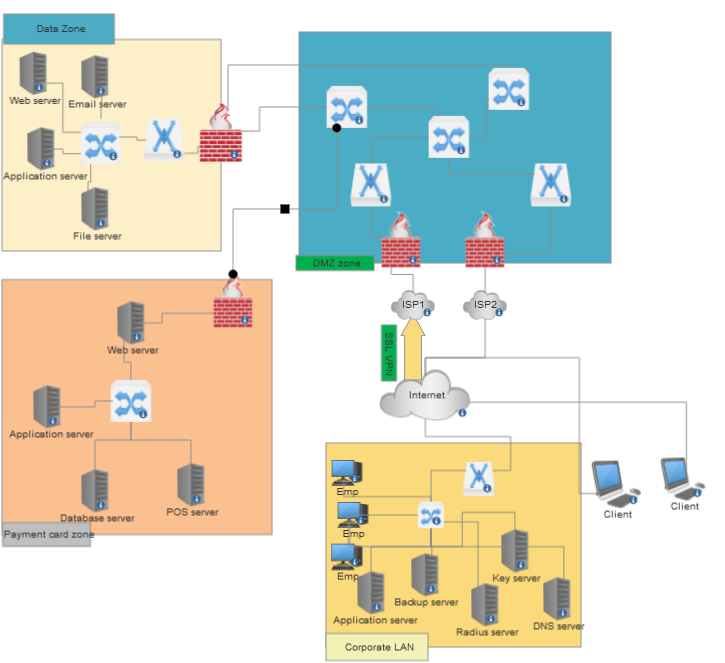 Data Zone
Web server
Email server
Application server
File server
DMZ zone
ISP1
ISP2
SSL VPN
Internet
Web server
Application server
Database server
POS server
Payment card zone
Client
Client
Emp
Emp
Emp
Key server
Backup server
Application server
Radius server
DNS server
Corporate LAN